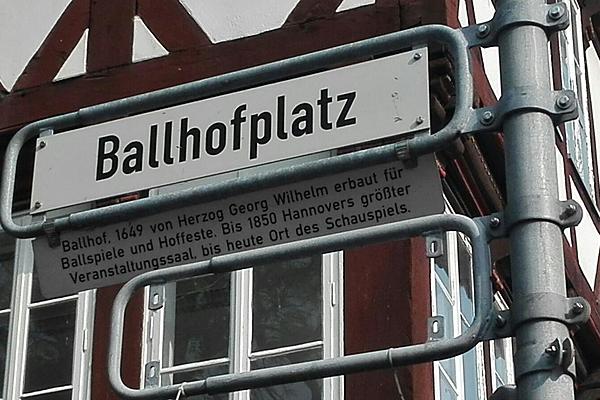 Ballhofplatz
Ballhof, 1649 von Herzog Georg Wilhelm erbaut für
Ballspiele und Hoffeste. Bis 1850 Hannovers größter
Veranstaltungssaal, bis heute Ort des Schauspiels.